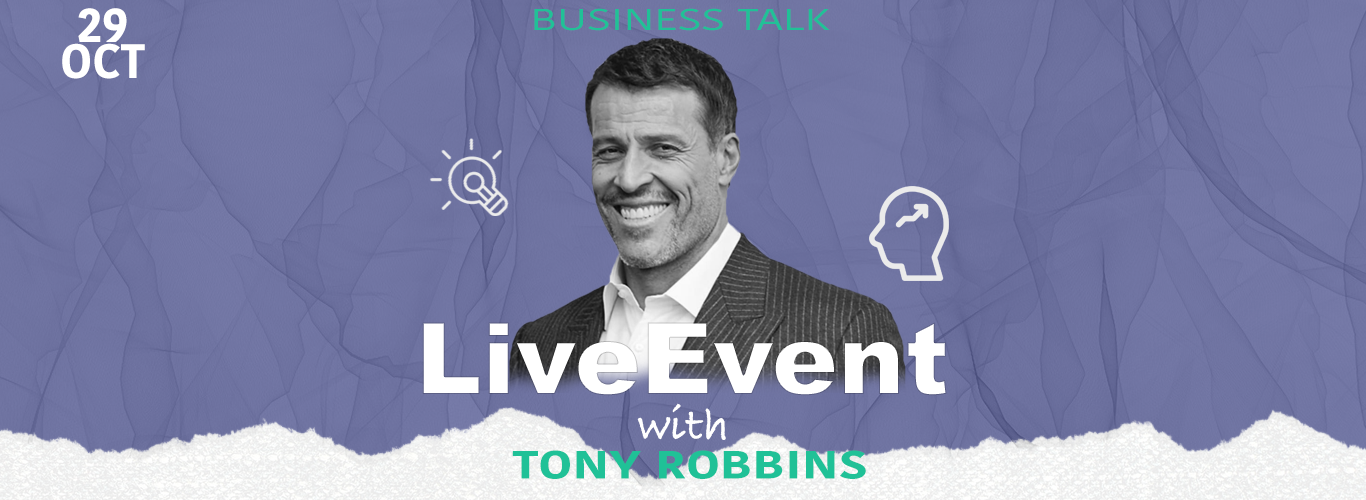 29
OCT
BUSINESS TALK
LiveEvent
with
TONY ROBBINS